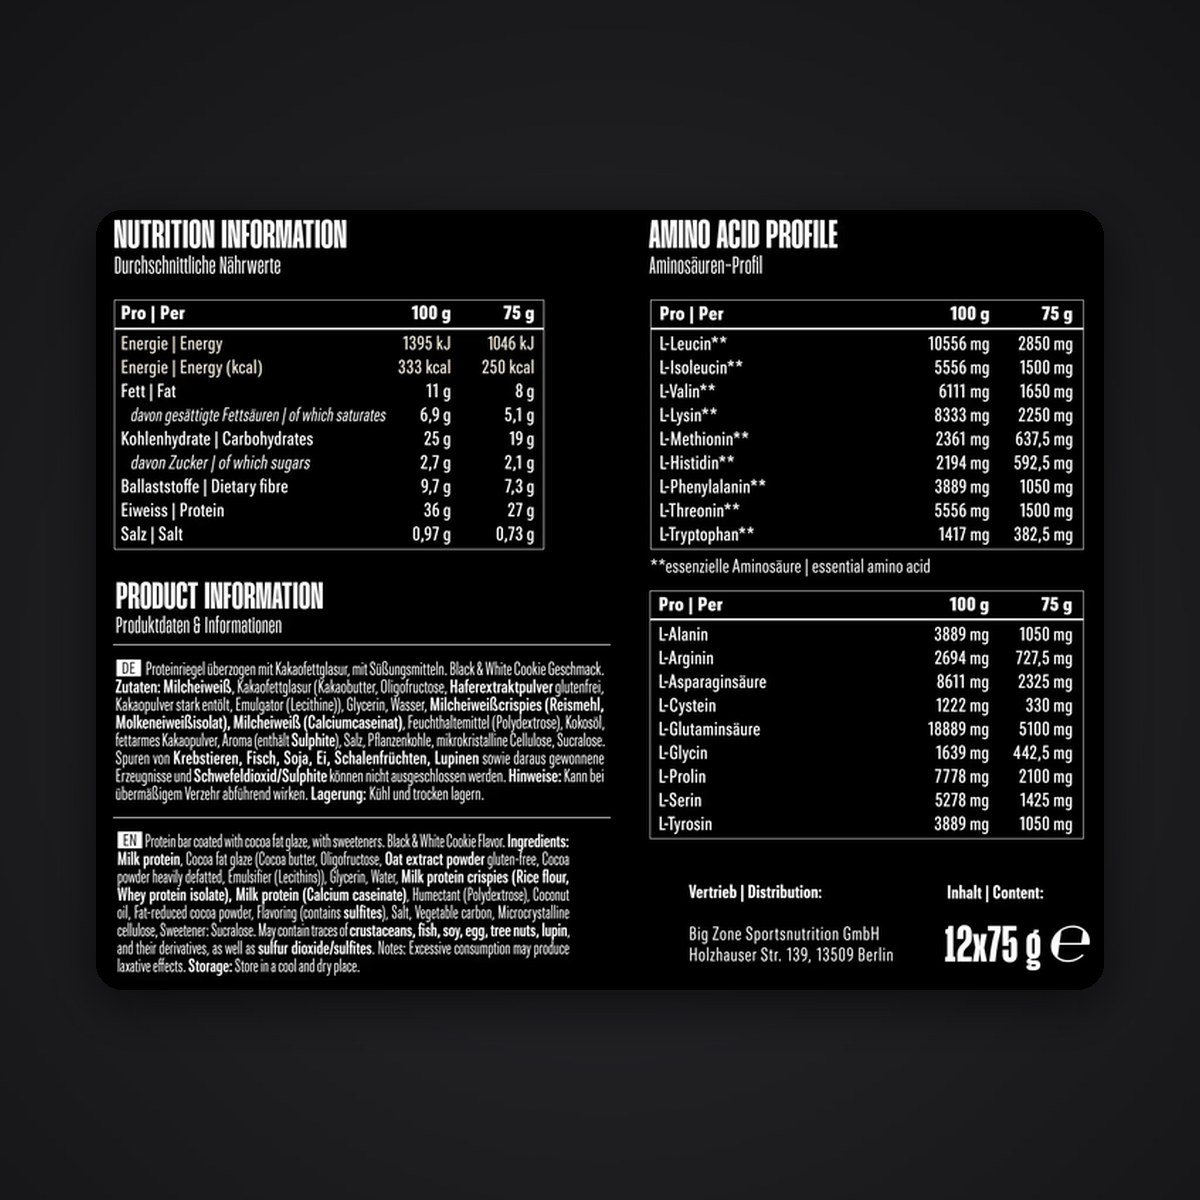 NUTRITION INFORMATION
Durchschnittliche Nährwerte
Pro | Per 100 g 75 g
Energie | Energy 1395 kJ 1046 kJ
Energie | Energy (kcal) 333 kcal 250 kcal
Fett | Fat 11 g 8 g
davon gesättigte Fettsäuren | of which saturates 6,9 g 5,1 g
Kohlenhydrate | Carbohydrates 25 g 19 g
davon Zucker | of which sugars 2,7 g 2,1 g
Ballaststoffe | Dietary fibre 9,7 g 7,3 g
Eiweiss | Protein 36 g 27 g
Salz | Salt 0,97 g 0,73 g
PRODUCT INFORMATION
Produktdaten & Informationen
DE Proteinriegel überzogen mit Kakaofettglasur, mit Süßungsmitteln. Black & White Cookie Geschmack.
Zutaten: Milcheiweiß, Kakaofettglasur (Kakaobutter, Oligofructose, Haferextraktpulver glutenfrei,
Kakaopulver stark entölt, Emulgator (Lecithine)), Glycerin, Wasser, Milcheiweißcrispies (Reismehl,
Molkeneiweißisolat), Milcheiweiß (Calciumcaseinat), Feuchthaltemittel (Polydextrose), Kokosöl,
fettarmes Kakaopulver, Aroma (enthält Sulphite), Salz, Pflanzenkohle, mikrokristalline Cellulose, Sucralose.
Spuren von Krebstieren, Fisch, Soja, Ei, Schalenfrüchten, Lupinen sowie daraus gewonnene
Erzeugnisse und Schwefeldioxid/Sulphite können nicht ausgeschlossen werden. Hinweise: Kann bei
übermäßigem Verzehr abführend wirken. Lagerung: Kühl und trocken lagern.
EN Protein bar coated with cocoa fat glaze, with sweeteners. Black & White Cookie Flavor. Ingredients:
Milk protein, Cocoa fat glaze (Cocoa butter, Oligofructose, Oat extract powder gluten-free, Cocoa
powder heavily defatted, Emulsifier (Lecithins)), Glycerin, Water, Milk protein crispies (Rice flour,
Whey protein isolate), Milk protein (Calcium caseinate), Humectant (Polydextrose), Coconut
oil, Fat-reduced cocoa powder, Flavoring (contains sulfites), Salt, Vegetable carbon, Microcrystalline
cellulose, Sweetener: Sucralose. May contain traces of crustaceans, fish, soy, egg, tree nuts, lupin,
and their derivatives, as well as sulfur dioxide/sulfites. Notes: Excessive consumption may produce
laxative effects. Storage: Store in a cool and dry place.
AMINO ACID PROFILE
Aminosäuren-Profil
Pro | Per 100 g 75 g
L-Leucin** 10556 mg 2850 mg
L-Isoleucin** 5556 mg 1500 mg
L-Valin** 6111 mg 1650 mg
L-Lysin** 8333 mg 2250 mg
L-Methionin** 2361 mg 637,5 mg
L-Histidin** 2194 mg 592,5 mg
L-Phenylalanin** 3889 mg 1050 mg
L-Threonin** 5556 mg 1500 mg
L-Tryptophan** 1417 mg 382,5 mg
**essenzielle Aminosäure | essential amino acid
Pro | Per 100 g 75 g
L-Alanin 3889 mg 1050 mg
L-Arginin 2694 mg 727,5 mg
L-Asparaginsäure 8611 mg 2325 mg
L-Cystein 1222 mg 330 mg
L-Glutaminsäure 18889 mg 5100 mg
L-Glycin 1639 mg 442,5 mg
L-Prolin 7778 mg 2100 mg
L-Serin 5278 mg 1425 mg
L-Tyrosin 3889 mg 1050 mg
Vertrieb | Distribution:
Big Zone Sportsnutrition GmbH
Holzhauser Str. 139, 13509 Berlin
Inhalt | Content:
12x75 g ℮